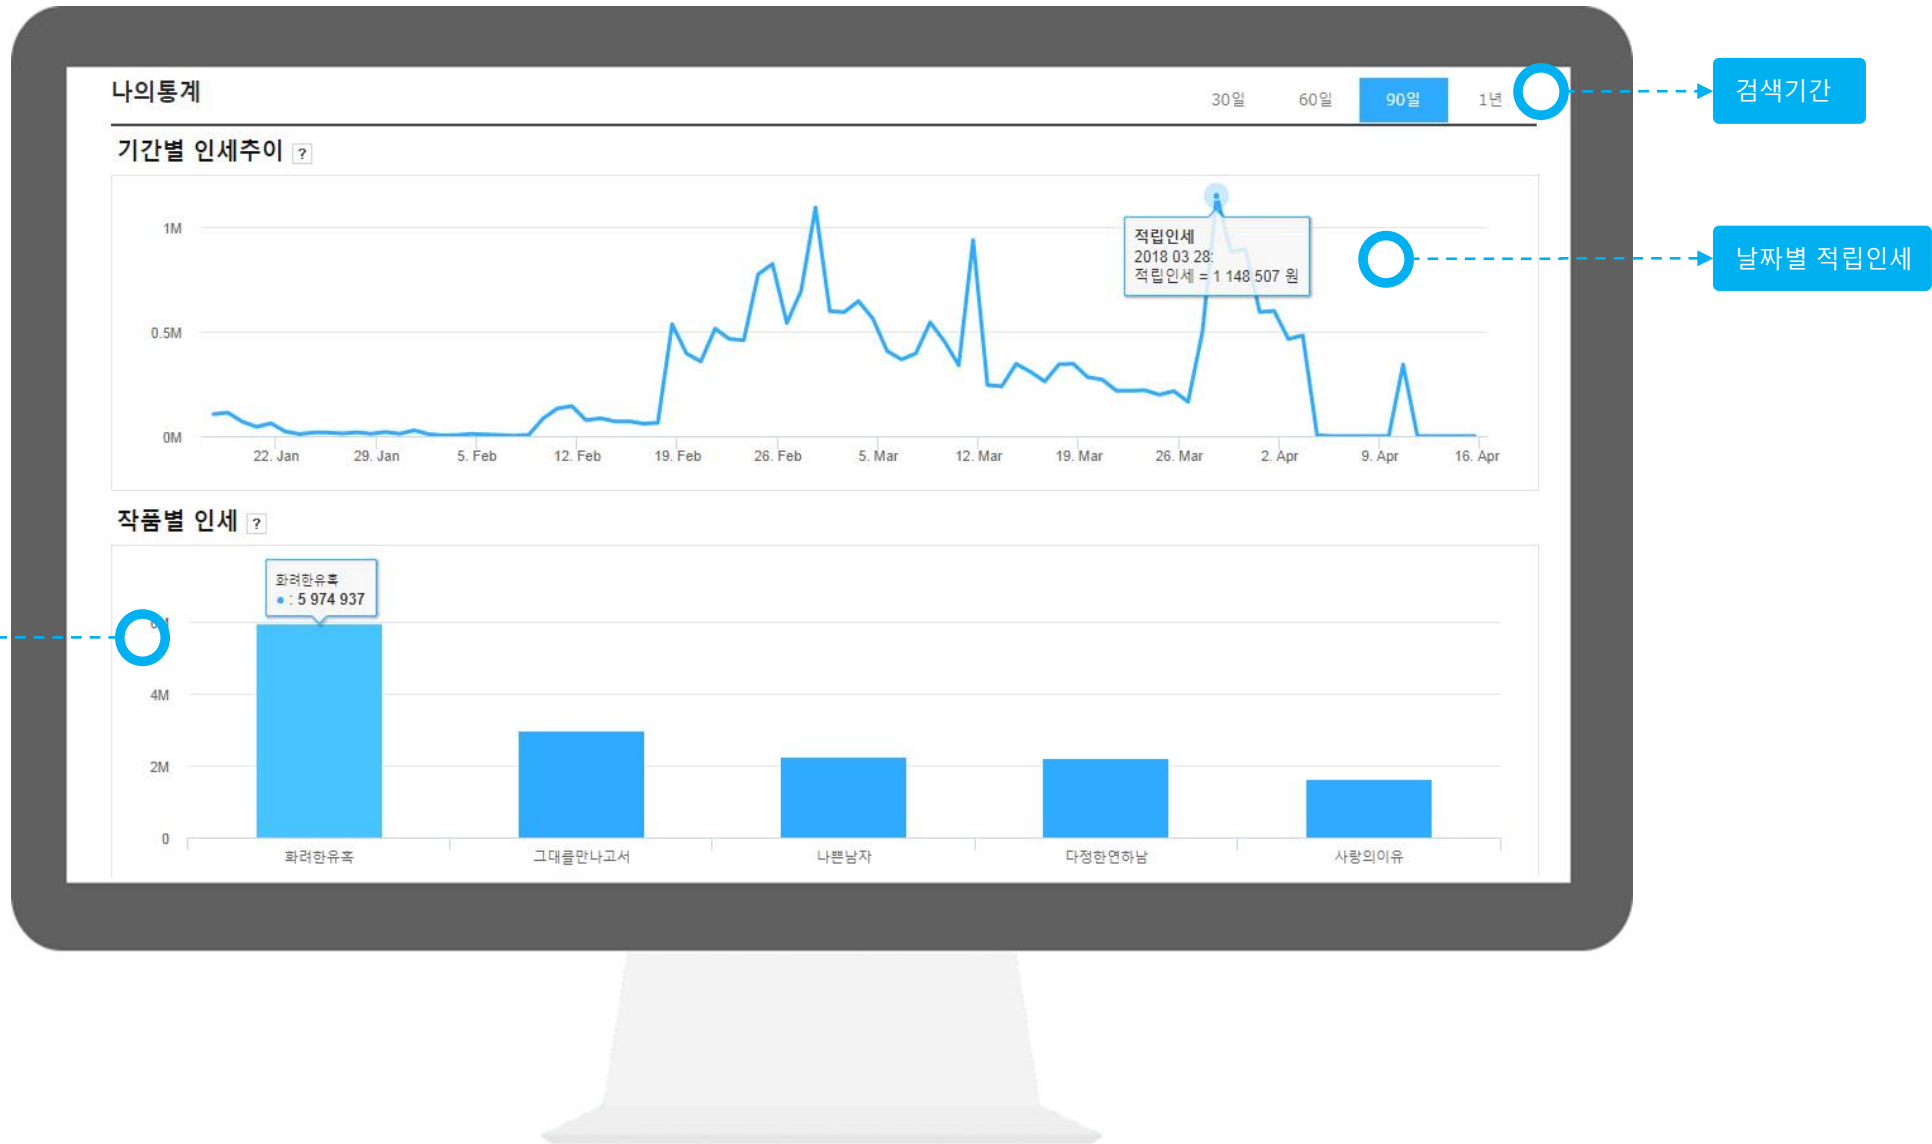 나의통계
30일 60일 90일 1년
검색기간
기간별 인세추이 ?
1M
0.5M
0M
적립인세
2018 03 28:
적립인세 = 1 148 507 원
날짜별 적립인세
22. Jan 29. Jan 5. Feb 12. Feb 19. Feb 26. Feb 5. Mar 12. Mar 19. Mar 26. Mar 2. Apr 9. Apr 16. Apr
작품별 인세 ?
화려한유혹
● : 5 974 937
4M
2M
0
화려한유혹 그대를만나고서 나쁜남자 다정한연하남 사랑의이유